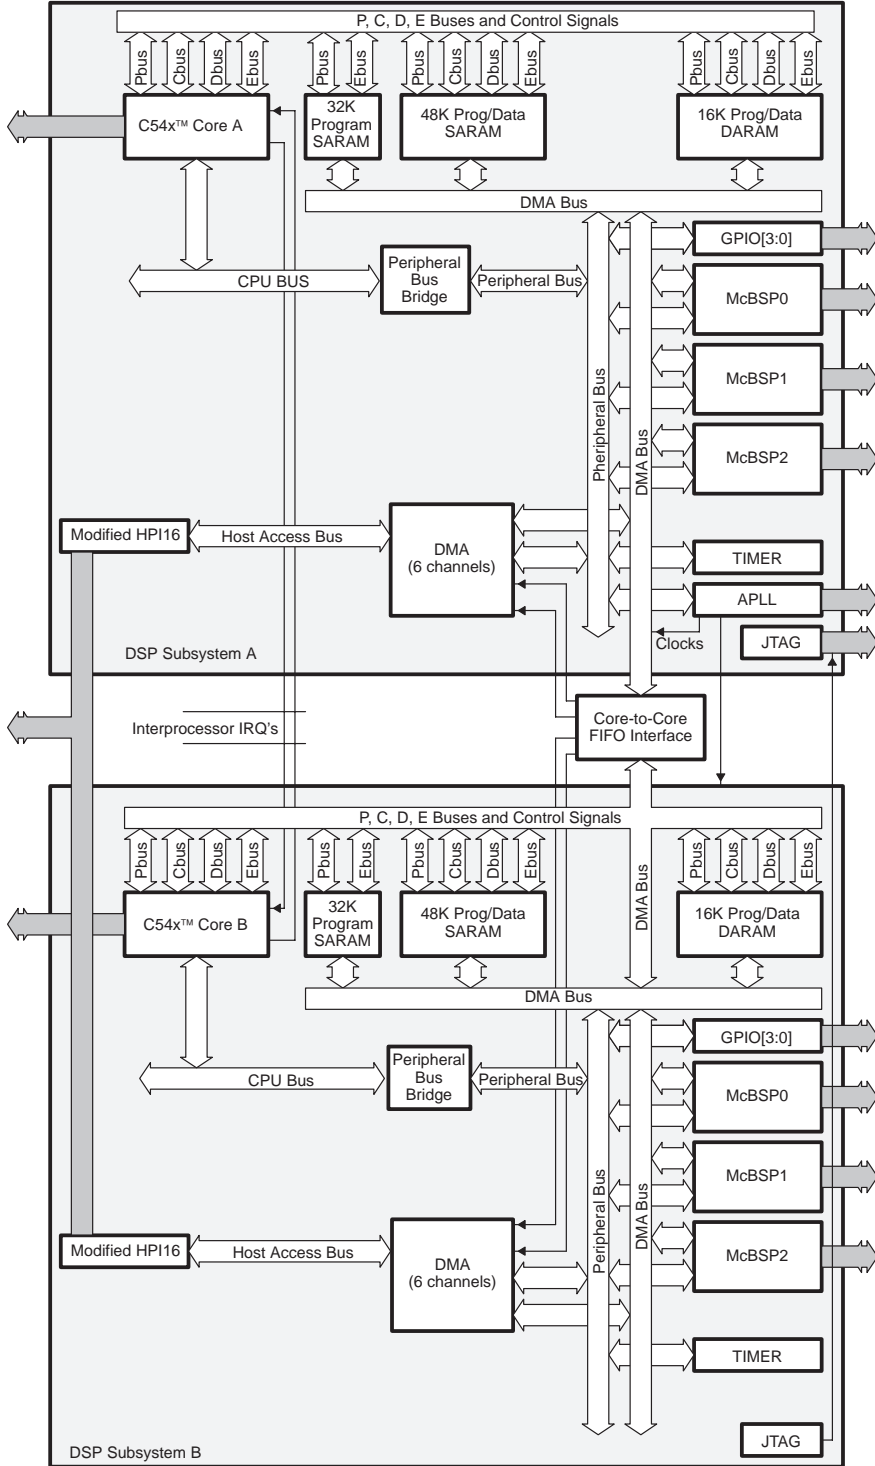 P, C, D, E Buses and Control Signals
Pbus
Cbus
Dbus
Ebus
Pbus
Ebus
Pbus
Cbus
Dbus
Ebus
Pbus
Cbus
Dbus
Ebus
C54x™ Core A
32K
Program
SARAM
48K Prog/Data
SARAM
16K Prog/Data
DARAM
DMA Bus
GPIO[3:0]
CPU BUS
Peripheral
Bus
Bridge
Peripheral Bus
McBSP0
McBSP1
Pheripheral Bus
DMA Bus
McBSP2
Modified HPI16
Host Access Bus
DMA
(6 channels)
TIMER
APLL
Clocks
JTAG
DSP Subsystem A
Interprocessor IRQ's
Core-to-Core
FIFO Interface
P, C, D, E Buses and Control Signals
Pbus
Cbus
Dbus
Ebus
Pbus
Ebus
Pbus
Cbus
Dbus
Ebus
Pbus
Cbus
Dbus
Ebus
C54x™ Core B
32K
Program
SARAM
48K Prog/Data
SARAM
DMA Bus
16K Prog/Data
DARAM
DMA Bus
GPIO[3:0]
CPU Bus
Peripheral
Bus
Bridge
Peripheral Bus
McBSP0
McBSP1
Peripheral Bus
DMA Bus
McBSP2
Modified HPI16
Host Access Bus
DMA
(6 channels)
TIMER
JTAG
DSP Subsystem B